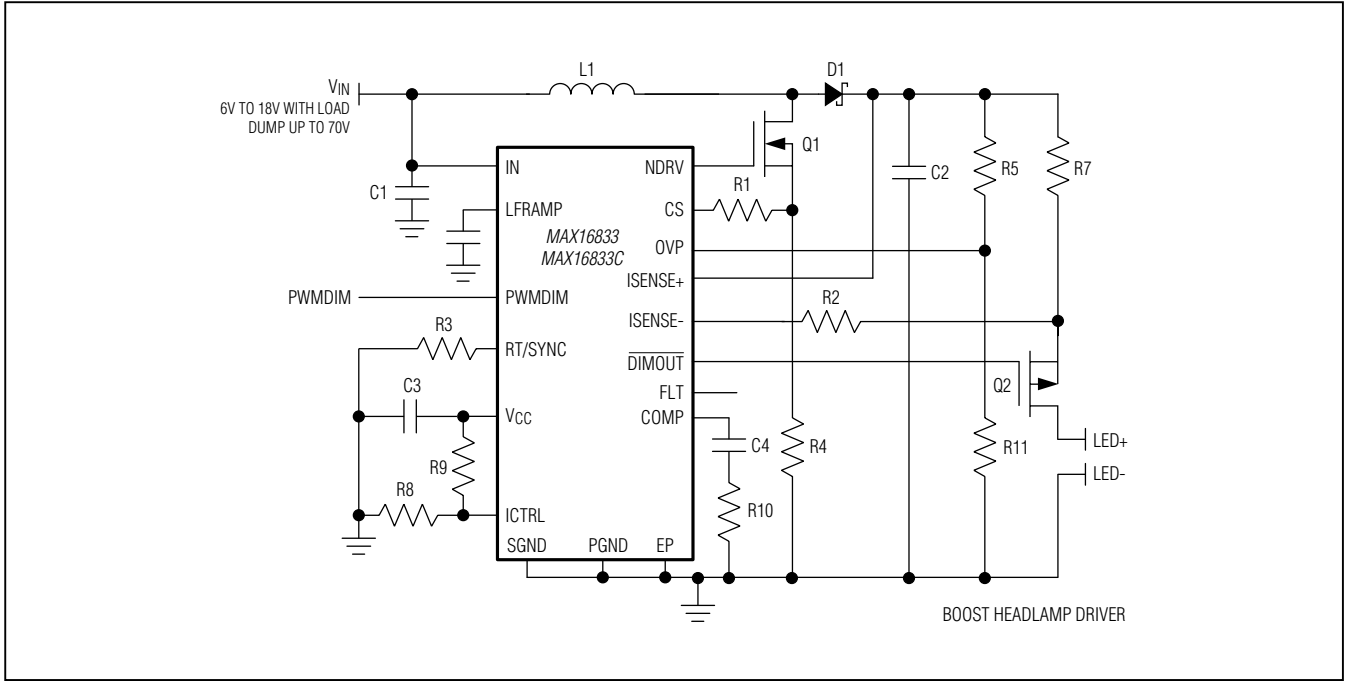 L1
D1
VIN
6V TO 18V WITH LOAD
DUMP UP TO 70V
Q1
IN
NDRV
C1
R1
C2
R5
R7
LFRAMP
CS
MAX16833
MAX16833C
OVP
ISENSE+
PWMDIM
PWMDIM
R2
ISENSE-
R3
RT/SYNC
DIMOUT
Q2
C3
FLT
VCC
COMP
LED+
C4
R4
R11
R9
LED-
R8
R10
ICTRL
SGND
PGND
EP
BOOST HEADLAMP DRIVER